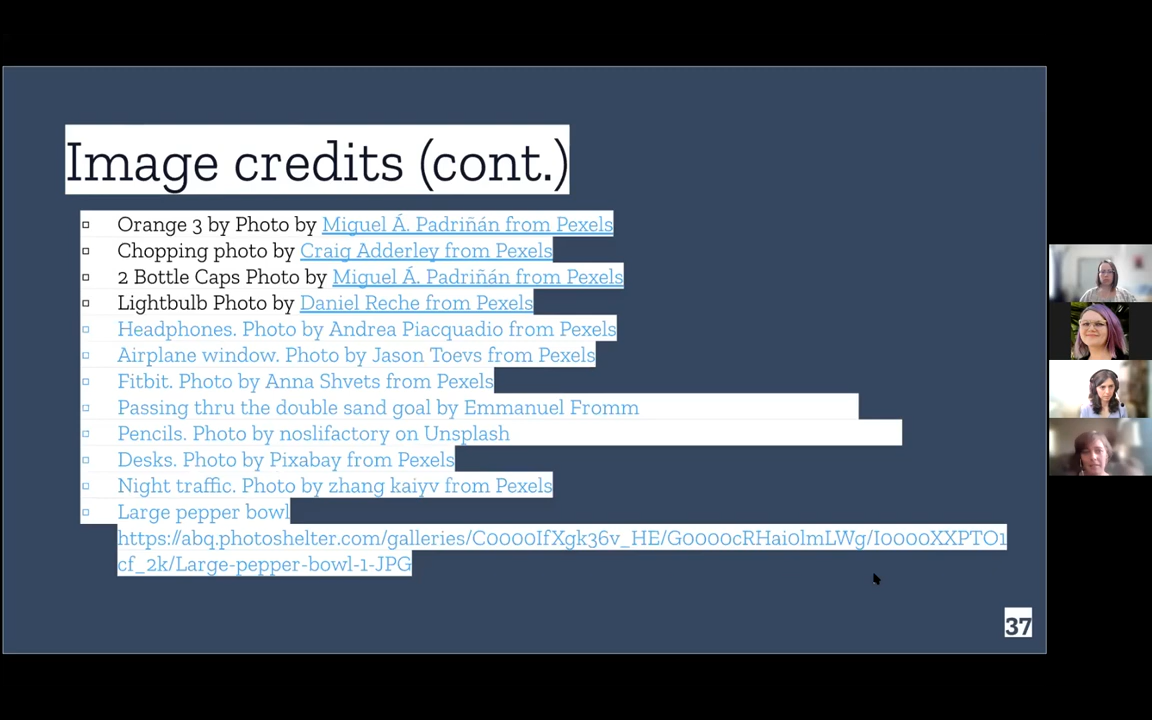 Image credits (cont.)
Orange 3 by Photo by Miguel Á. Padriñán from Pexels
Chopping photo by Craig Adderley from Pexels
2 Bottle Caps Photo by Miguel Á. Padriñán from Pexels
Lightbulb Photo by Daniel Reche from Pexels
Headphones. Photo by Andrea Piacquadio from Pexels
Airplane window. Photo by Jason Toevs from Pexels
Fitbit. Photo by Anna Shvets from Pexels
Passing thru the double sand goal by Emmanuel Fromm
Pencils. Photo by noslifactory on Unsplash
Desks. Photo by Pixabay from Pexels
Night traffic. Photo by zhang kaiyv from Pexels
Large pepper bowl
https://abq.photoshelter.com/galleries/C0000IfXgk36v_HE/G0000cRHai0lmLWg/I0000XXPTO1
cf_2k/Large-pepper-bowl-1-JPG
37